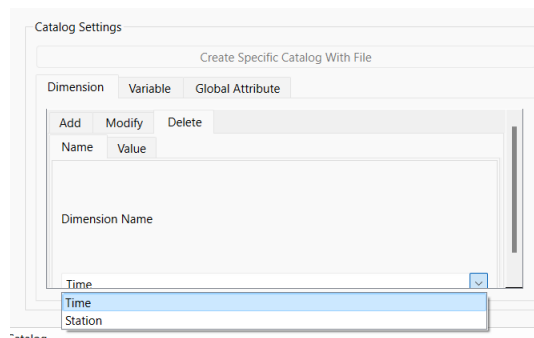 Catalog Settings
Create Specific Catalog With File
Dimension Variable Global Attribute
Add Modify Delete
Name Value
Dimension Name
Time
Time
Station